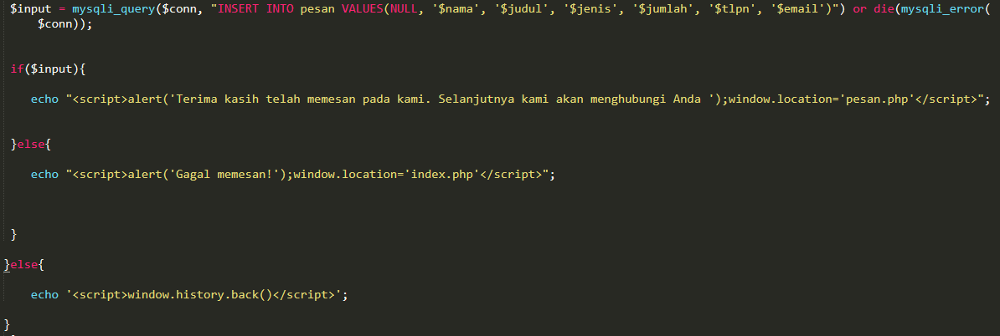 $input = mysqli_query($conn, "INSERT INTO pesan VALUES(NULL, '$nama', '$judul', '$jenis', '$jumlah', '$tlpn', '$email')") or die(mysqli_error(
$conn));
if($input){
echo "<script>alert('Terima kasih telah memesan pada kami. Selanjutnya kami akan menghubungi Anda ');window.location='pesan.php'</script>";
}else{
echo "<script>alert('Gagal memesan!');window.location='index.php'</script>";
}
}else{
echo '<script>window.history.back()</script>';
}